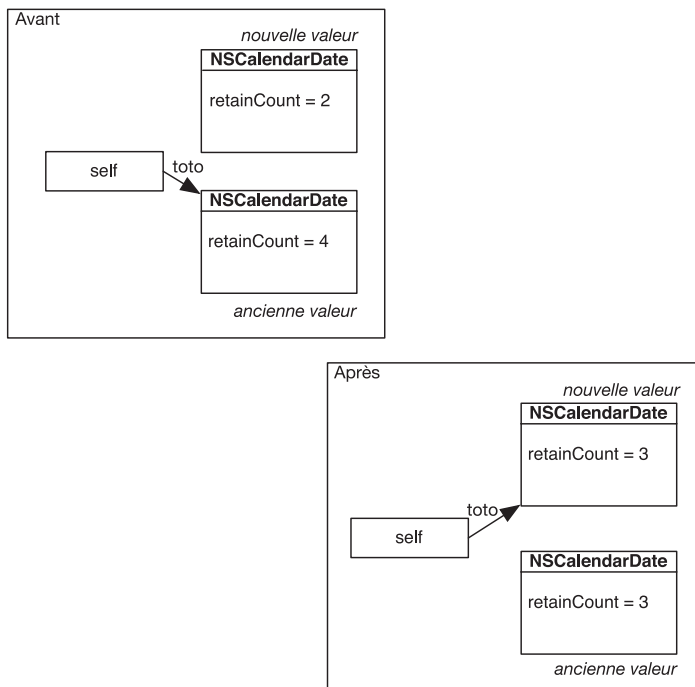 Avant
nouvelle valeur
NSCalendarDate
retainCount = 2
self
toto
NSCalendarDate
retainCount = 4
ancienne valeur
Après
nouvelle valeur
NSCalendarDate
retainCount = 3
toto
self
NSCalendarDate
retainCount = 3
ancienne valeur